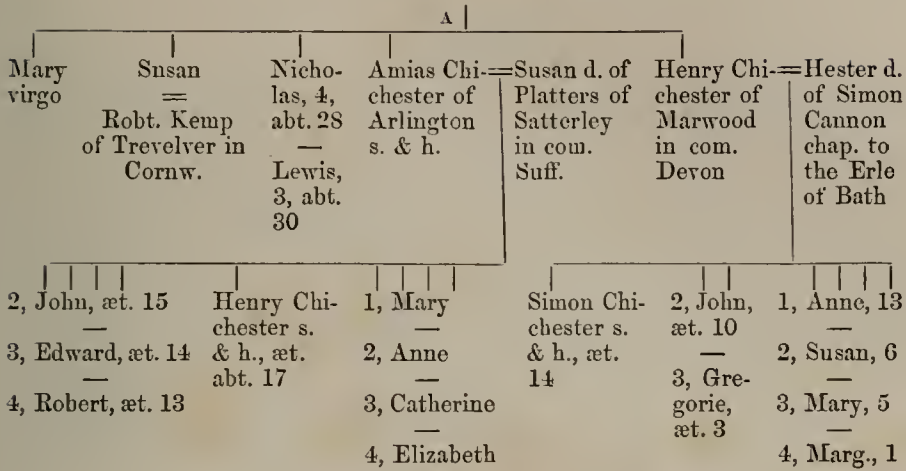 A
Mary
virgo
Susan
=
Robt. Kemp
of Trevelver in
Cornw.
Nicho-
las, 4,
abt. 28
—
Lewis,
3, abt.
30
Amias Chi-
chester of
Arlington
s. & h.
=
Susan d. of
Platters of
Satterley
in com.
Suff.
Henry Chi-
chester of
Marwood
in com.
Devon
=
Hester d.
of Simon
Cannon
chap. to
the Erle
of Bath
2, John, æt. 15
—
3, Edward, æt. 14
—
4, Robert, æt. 13
Henry Chi-
chester s.
& h., æt.
abt. 17
1, Mary
—
2, Anne
—
3, Catherine
—
4, Elizabeth
Simon Chi-
chester s.
& h., æt.
14
2, John,
æt. 10
—
3, Gre-
gorie,
æt. 3
1, Anne, 13
—
2, Susan, 6
—
3, Mary, 5
—
4, Marg., 1